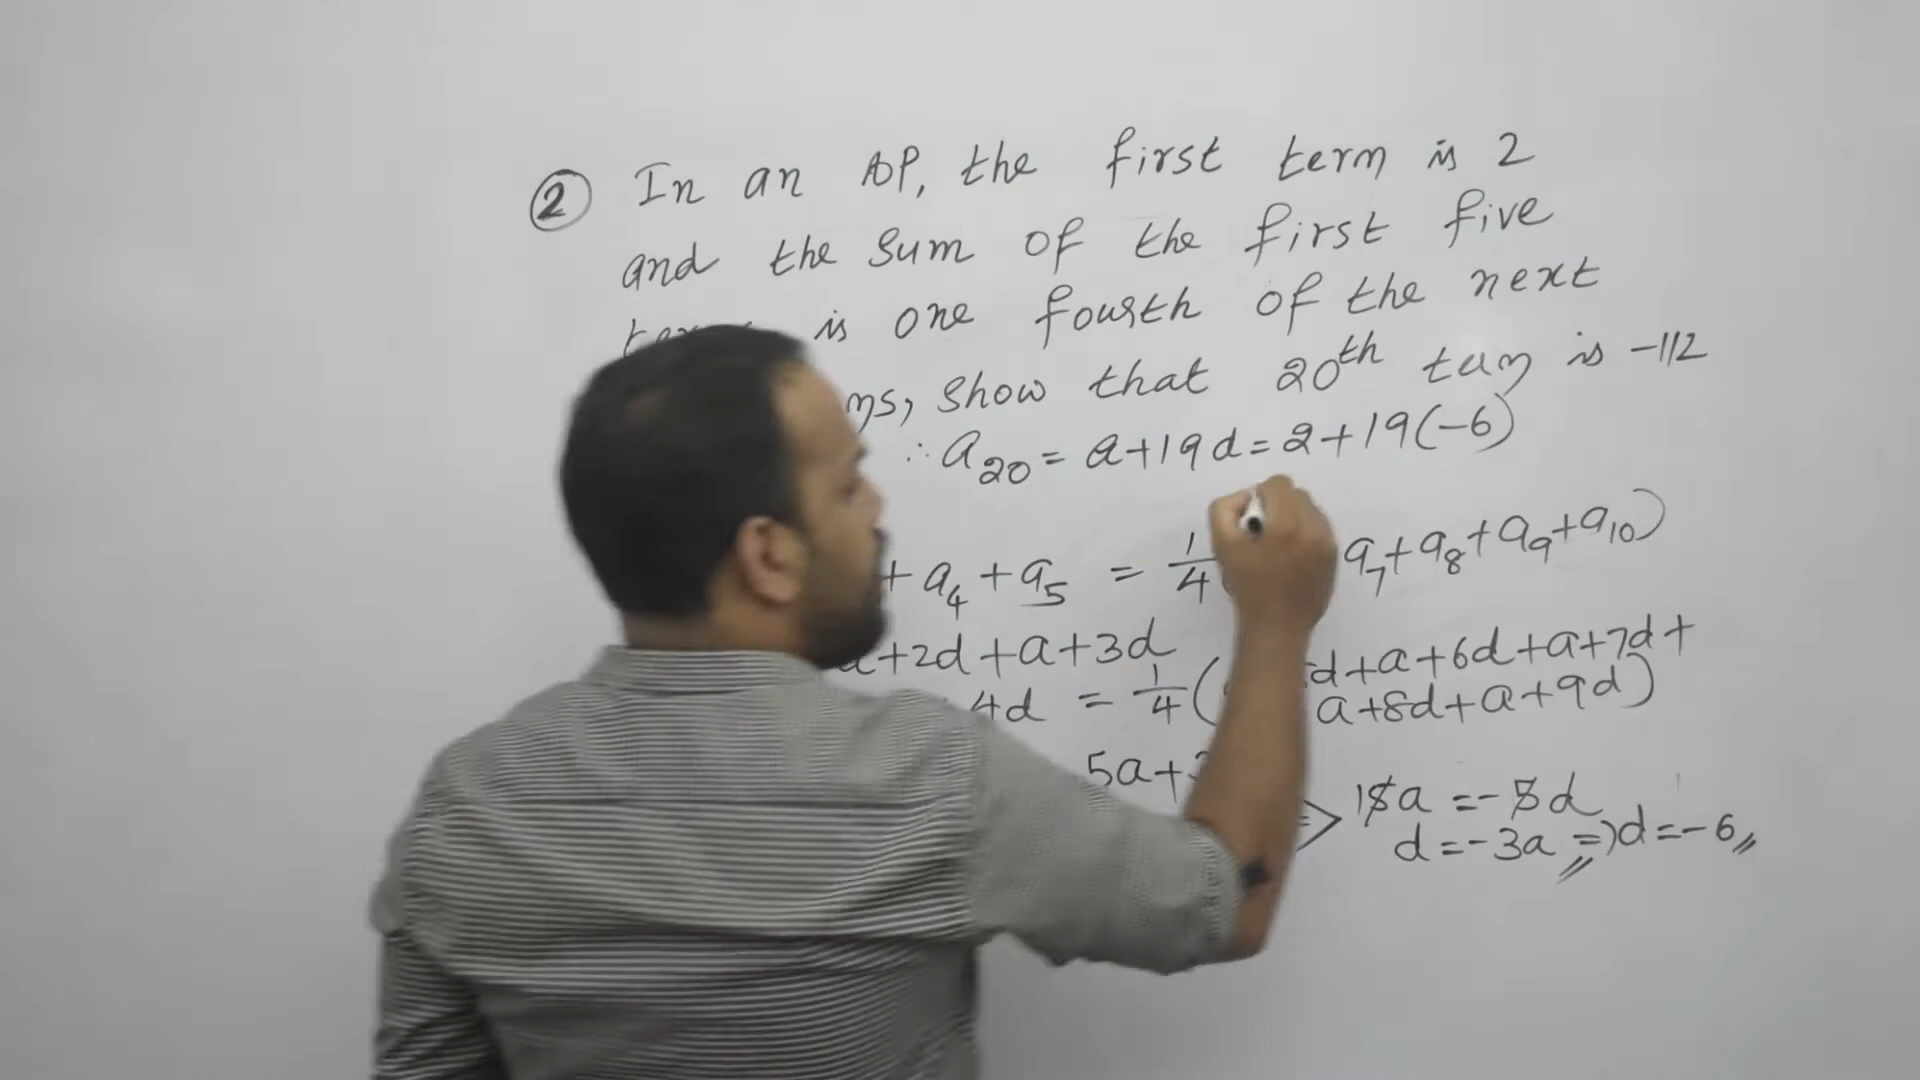 ② In an AP, the first term is 2
and the sum of the first five
is one fourth of the next
ms, show that 20th term is -112
∴ a₂₀ = a+19d = 2+19(-6)
+ a₄ + a₅ = 1/4 a₇+a₈+a₉+a₁₀)
a+2d+a+3d d+a+6d+a+7d+
4d = 1/4( a+8d+a+9d)
5a+
=> 15a = -5d
d=-3a => d=-6